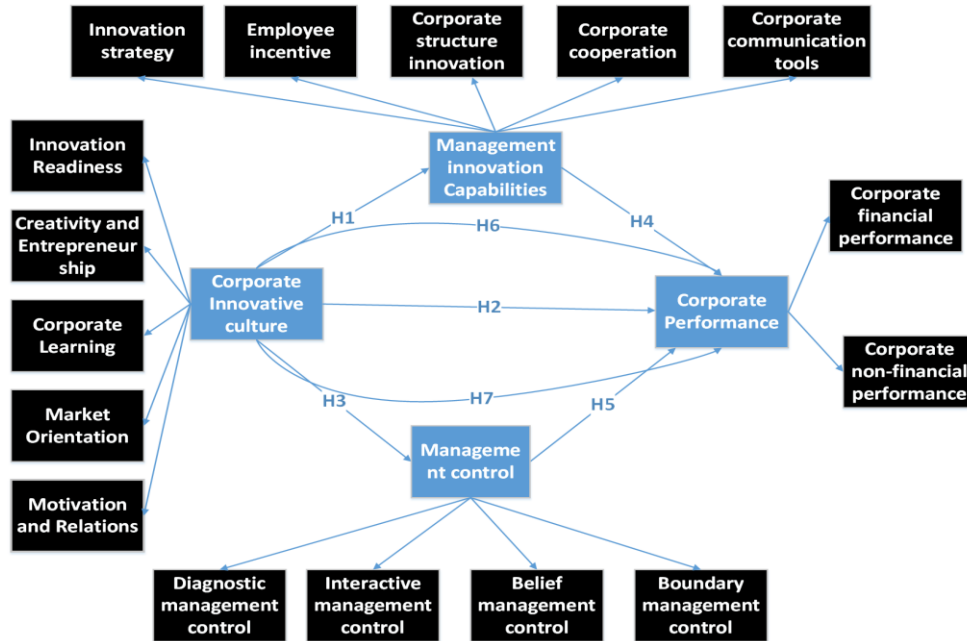 Innovation
strategy
Employee
incentive
Corporate
structure
innovation
Corporate
cooperation
Corporate
communication
tools
Innovation
Readiness
Creativity and
Entrepreneur
ship
Corporate
Learning
Market
Orientation
Motivation
and Relations
Management
innovation
Capabilities
H1
H6
H4
Corporate
Innovative
culture
H2
Corporate
Performance
Corporate
financial
performance
Corporate
non-financial
performance
H3
H7
H5
Manageme
nt control
Diagnostic
management
control
Interactive
management
control
Belief
management
control
Boundary
management
control